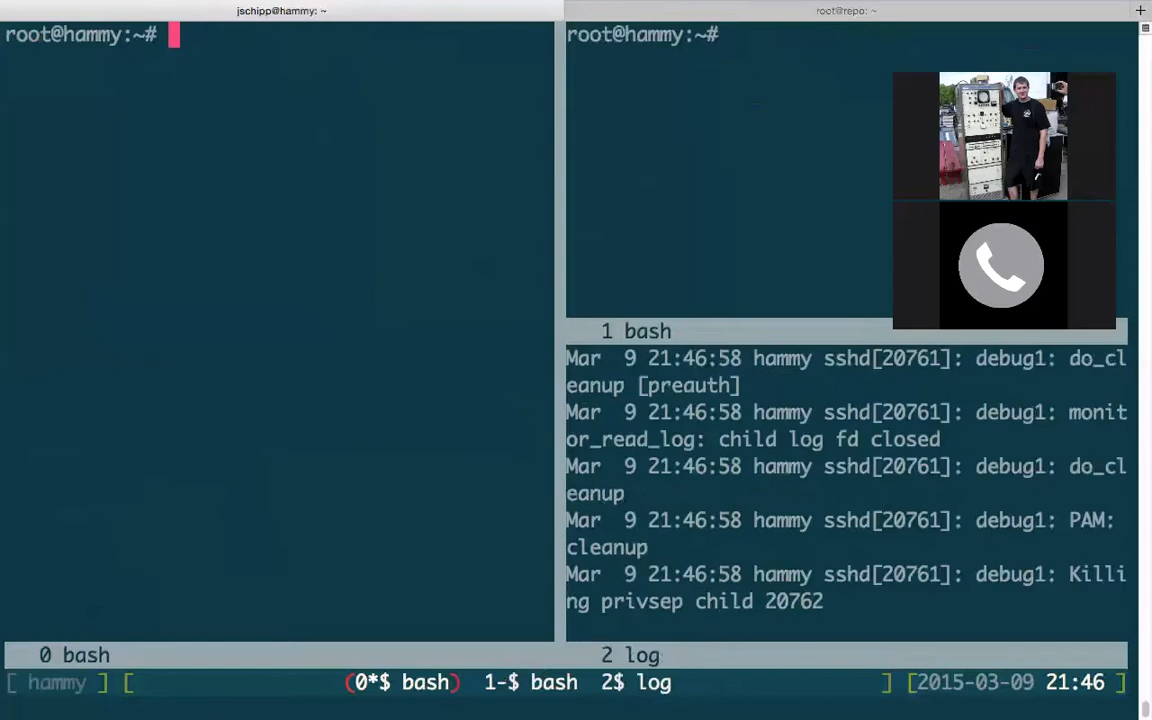 jschipp@hammy: ~
root@repo: ~
+
root@hammy:~#
root@hammy:~#
1 bash
Mar  9 21:46:58 hammy sshd[20761]: debug1: do_cl
eanup [preauth]
Mar  9 21:46:58 hammy sshd[20761]: debug1: monit
or_read_log: child log fd closed
Mar  9 21:46:58 hammy sshd[20761]: debug1: do_cl
eanup
Mar  9 21:46:58 hammy sshd[20761]: debug1: PAM:
cleanup
Mar  9 21:46:58 hammy sshd[20761]: debug1: Killi
ng privsep child 20762
0 bash
2 log
[ hammy ] [ (0*$ bash) 1-$ bash 2$ log ] [2015-03-09 21:46 ]